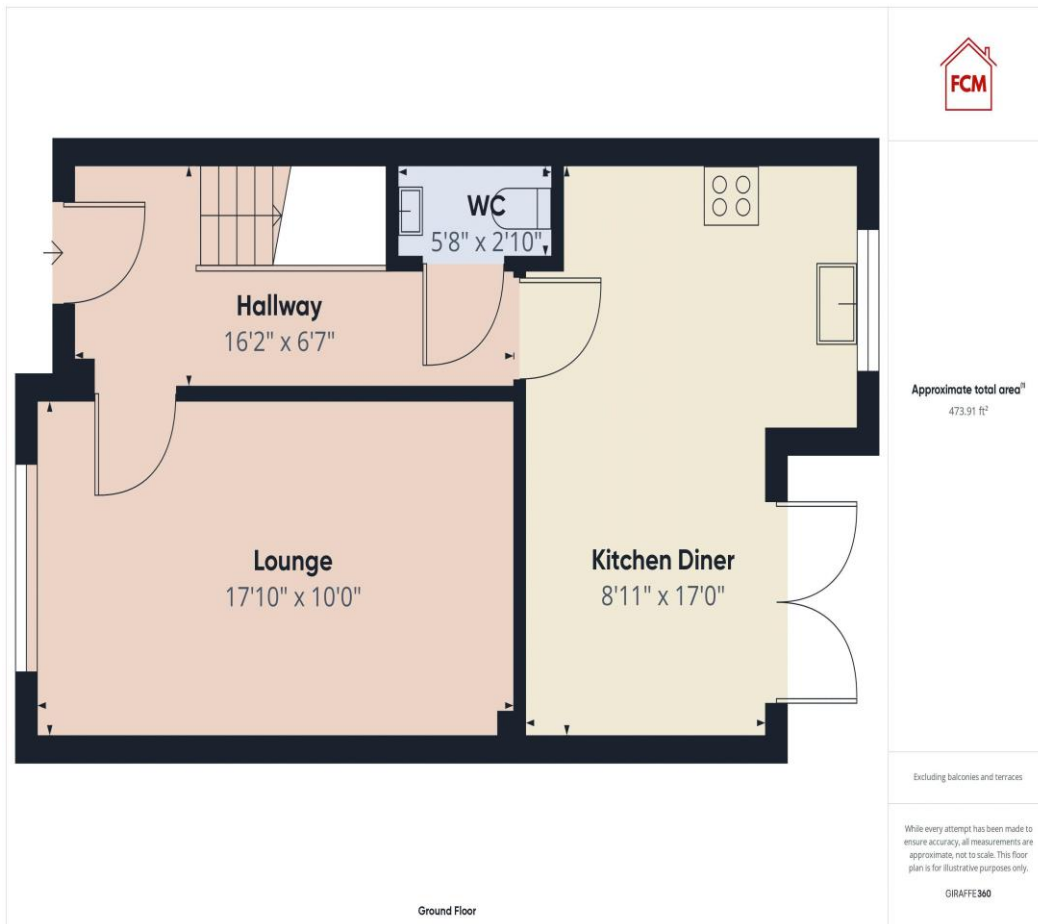 FCM
WC
5'8" x 2'10"
Hallway
16'2" x 6'7"
Lounge
17'10" x 10'0"
Kitchen Diner
8'11" x 17'0"
Ground Floor
Approximate total area⁽¹⁾
473.91 ft²
Excluding balconies and terraces
While every attempt has been made to
ensure accuracy, all measurements are
approximate, not to scale. This floor
plan is for illustrative purposes only.
GIRAFFE360